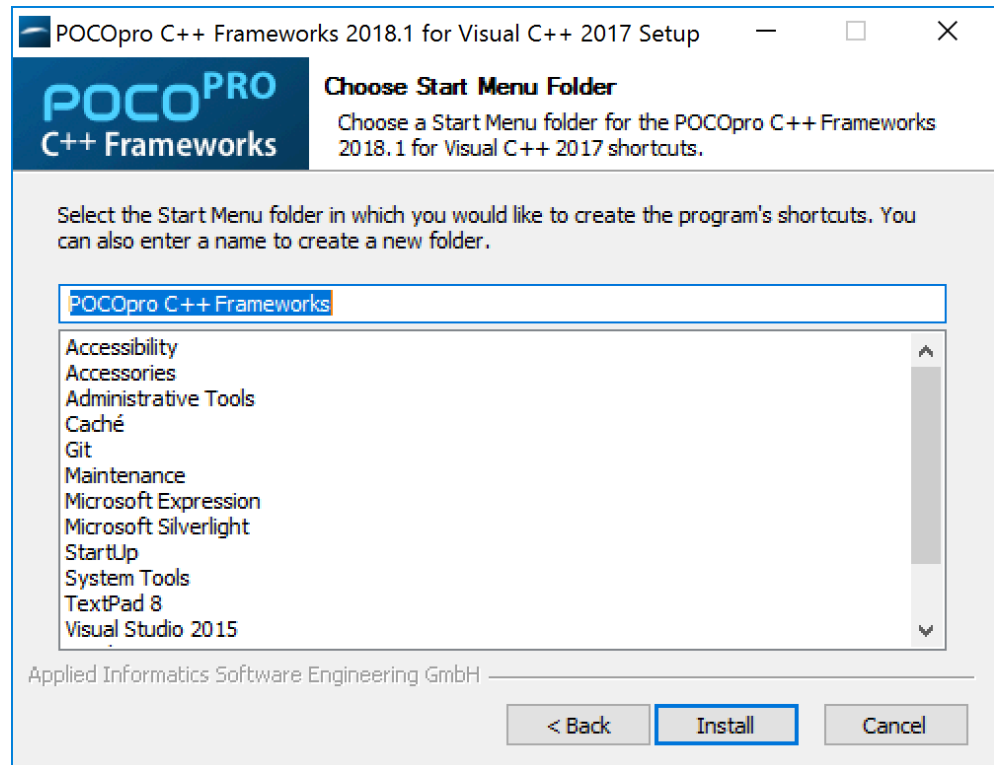 POCOpro C++ Frameworks 2018.1 for Visual C++ 2017 Setup
POCO PRO
C++ Frameworks
Choose Start Menu Folder
Choose a Start Menu folder for the POCOpro C++ Frameworks
2018.1 for Visual C++ 2017 shortcuts.
Select the Start Menu folder in which you would like to create the program's shortcuts. You
can also enter a name to create a new folder.
POCOpro C++ Frameworks
Accessibility
Accessories
Administrative Tools
Caché
Git
Maintenance
Microsoft Expression
Microsoft Silverlight
StartUp
System Tools
TextPad 8
Visual Studio 2015
Applied Informatics Software Engineering GmbH
< Back Install Cancel